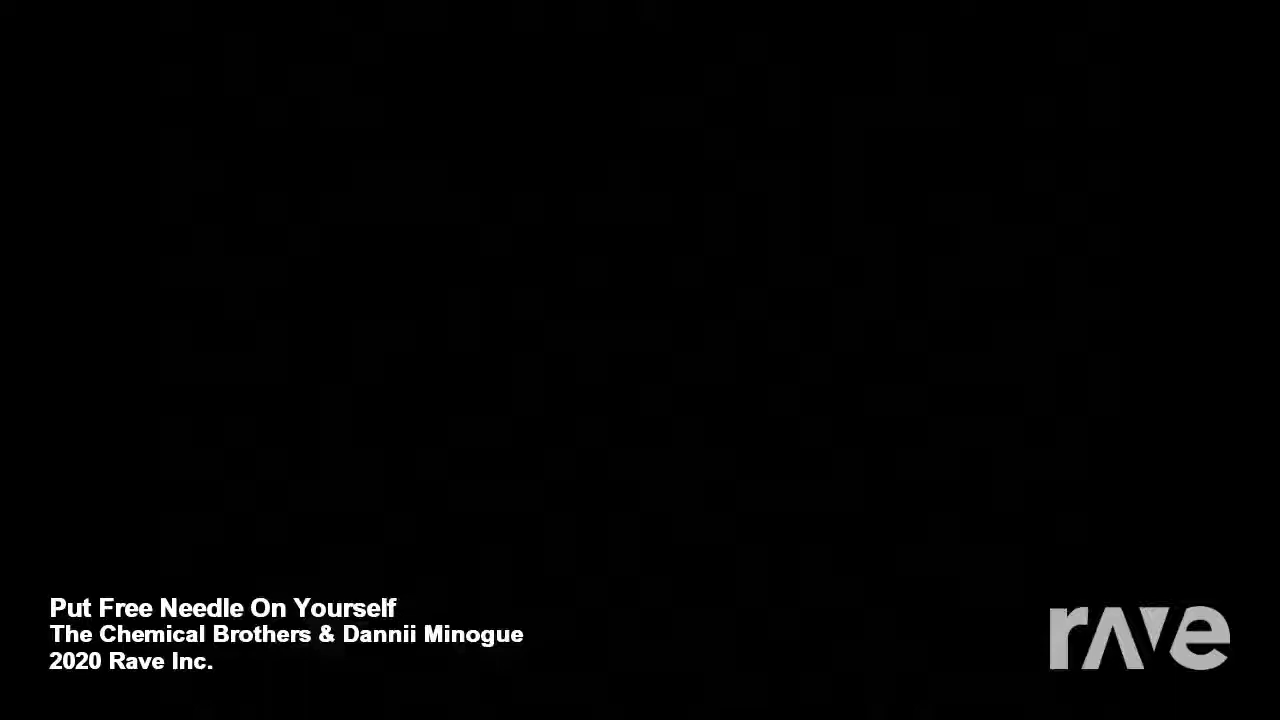 Put Free Needle On Yourself
The Chemical Brothers & Dannii Minogue
2020 Rave Inc.
rave